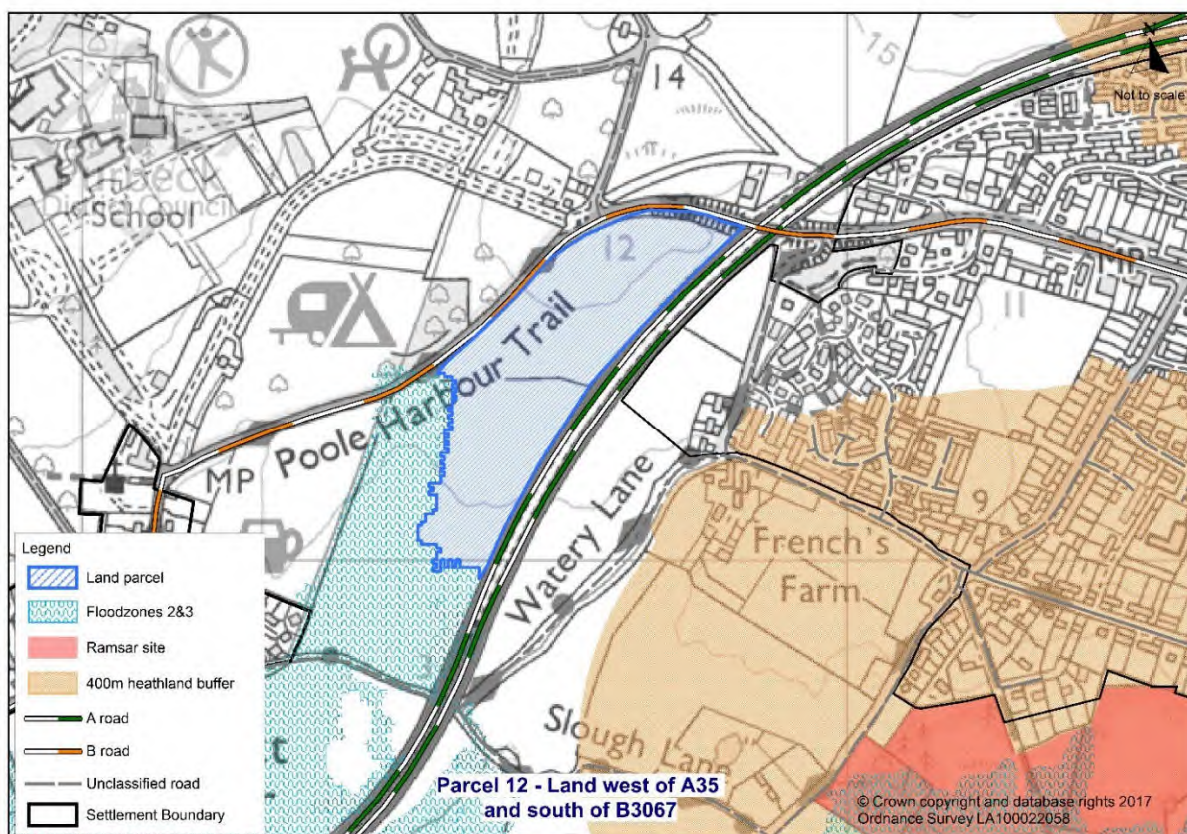 15
14
Not to scale
Purbeck
District Council
School
12
MP
11
Poole Harbour Trail
MP
Watery Lane
9
French's
Farm
Slough Lane
Legend
Land parcel
Floodzones 2&3
Ramsar site
400m heathland buffer
A road
B road
Unclassified road
Settlement Boundary
Parcel 12 - Land west of A35
and south of B3067
© Crown copyright and database rights 2017
Ordnance Survey LA100022058